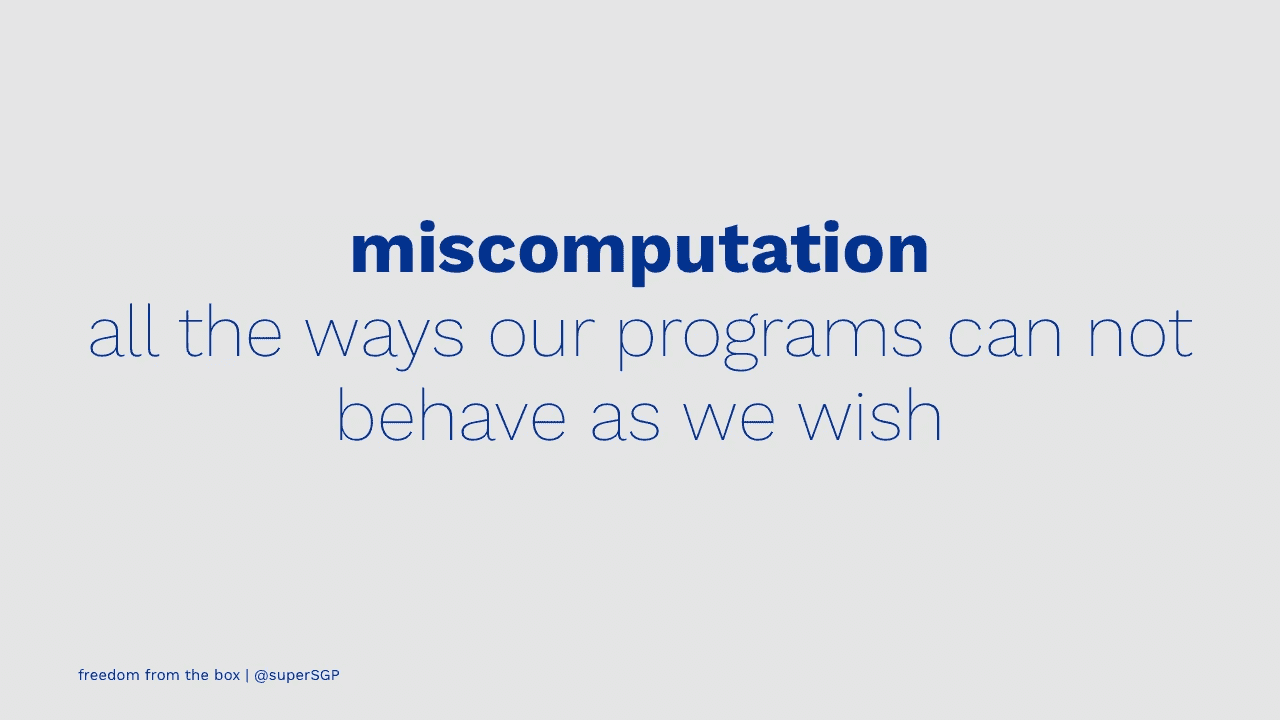 miscomputation
all the ways our programs can not
behave as we wish
freedom from the box | @superSGP